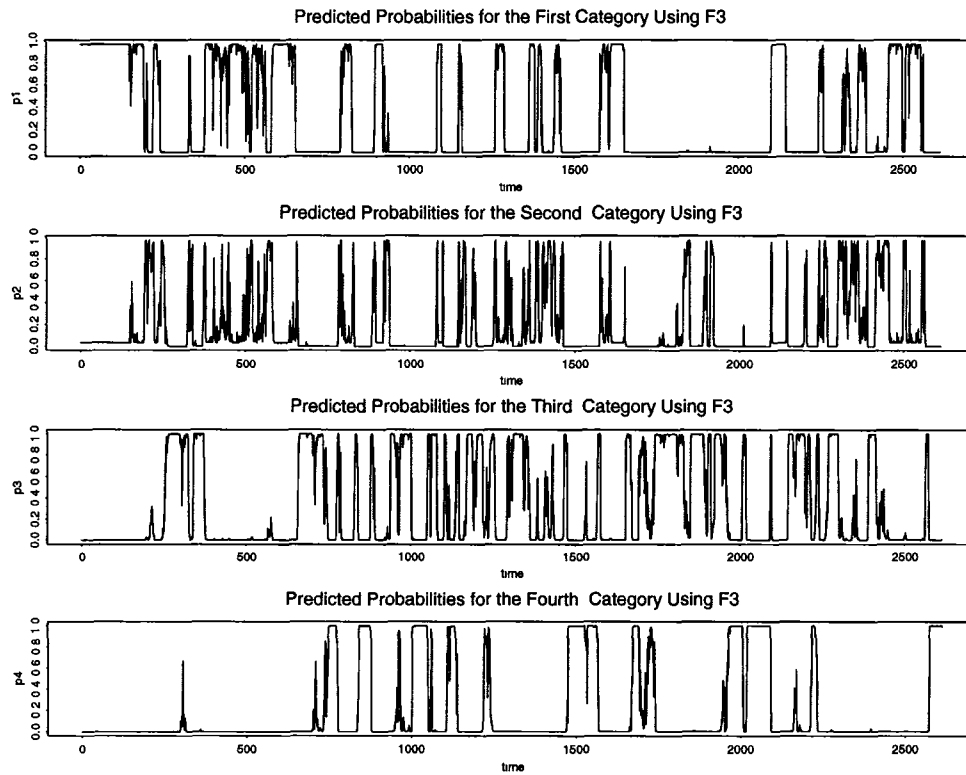 Predicted Probabilities for the First Category Using F3
p1
0.0 0.2 0.4 0.6 0.8 1.0
0 500 1000 1500 2000 2500
time
Predicted Probabilities for the Second Category Using F3
p2
0.0 0.2 0.4 0.6 0.8 1.0
0 500 1000 1500 2000 2500
time
Predicted Probabilities for the Third Category Using F3
p3
0.0 0.2 0.4 0.6 0.8 1.0
0 500 1000 1500 2000 2500
time
Predicted Probabilities for the Fourth Category Using F3
p4
0.0 0.2 0.4 0.6 0.8 1.0
0 500 1000 1500 2000 2500
time